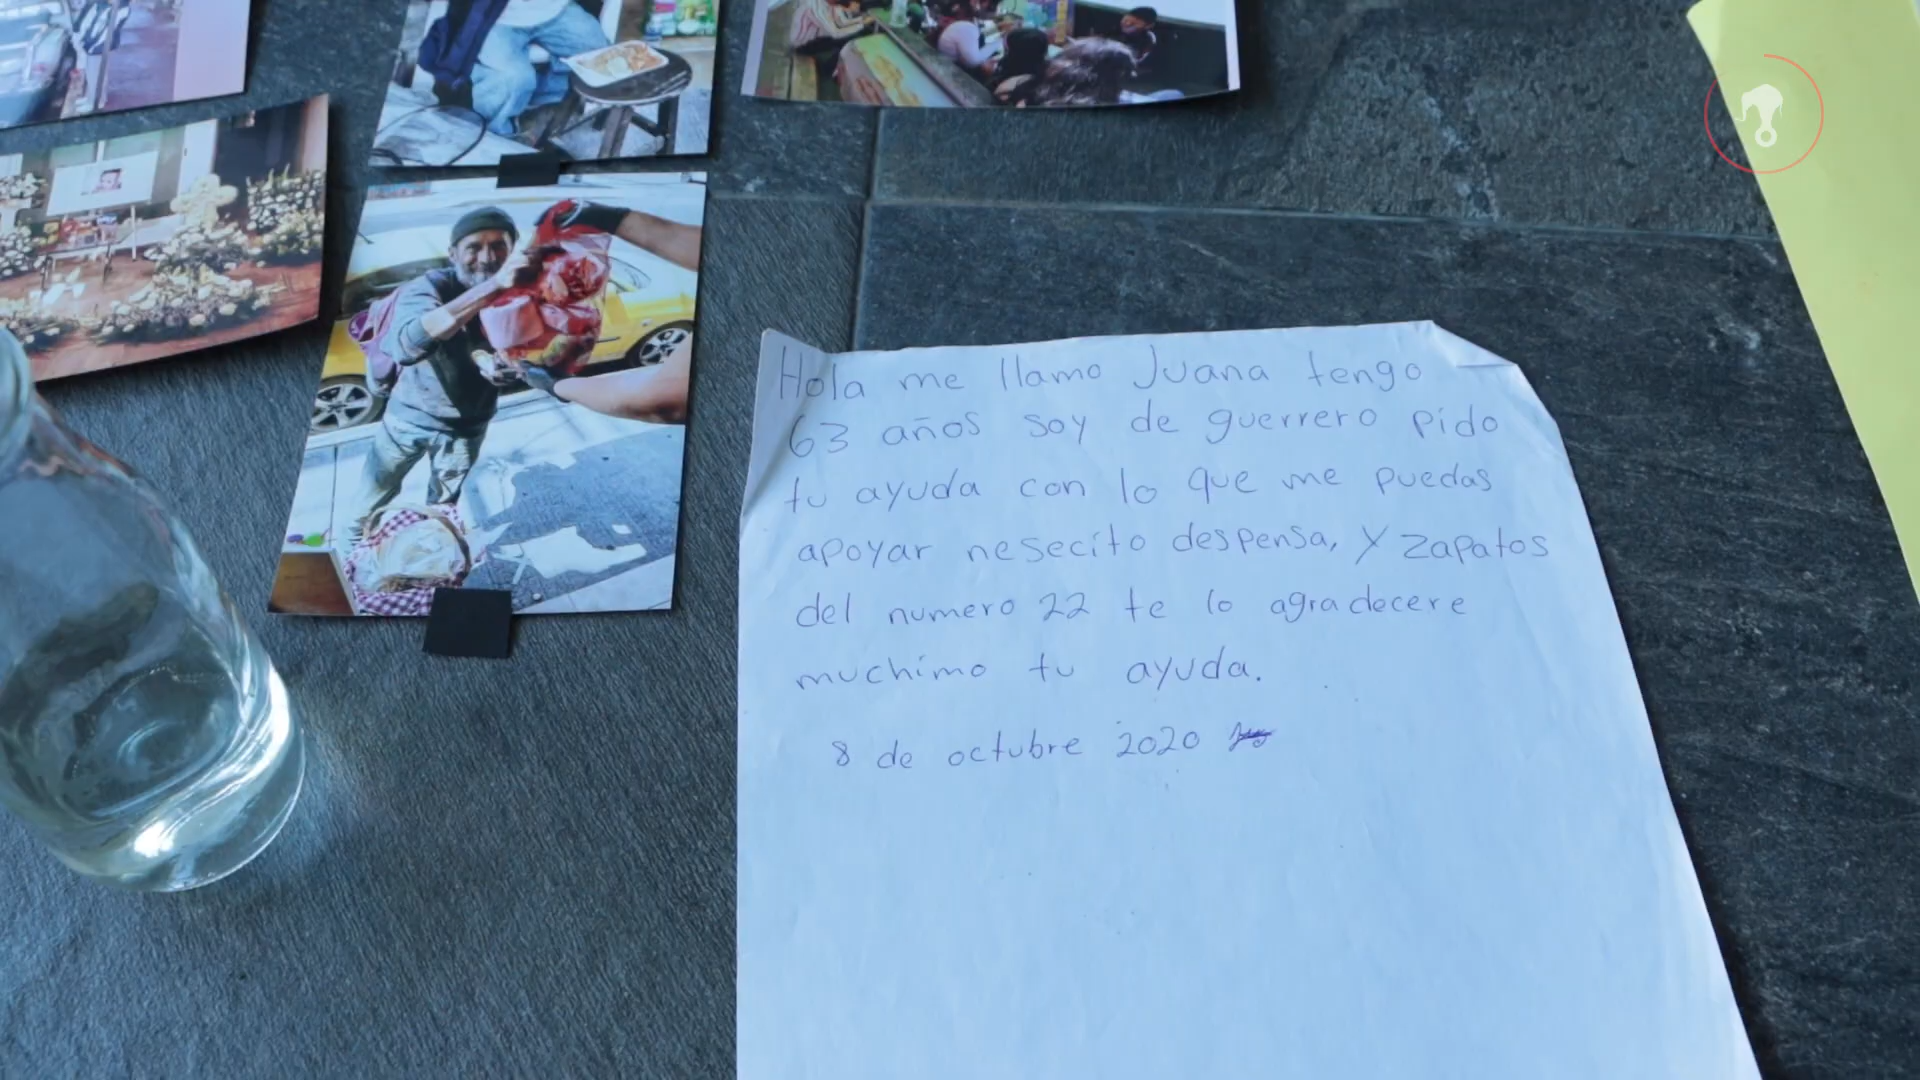 Hola me llamo Juana tengo
63 años soy de guerrero pido
tu ayuda con lo que me puedas
apoyar nesecito despensa, y zapatos
del numero 22 te lo agradecere
muchimo tu ayuda.
8 de octubre 2020